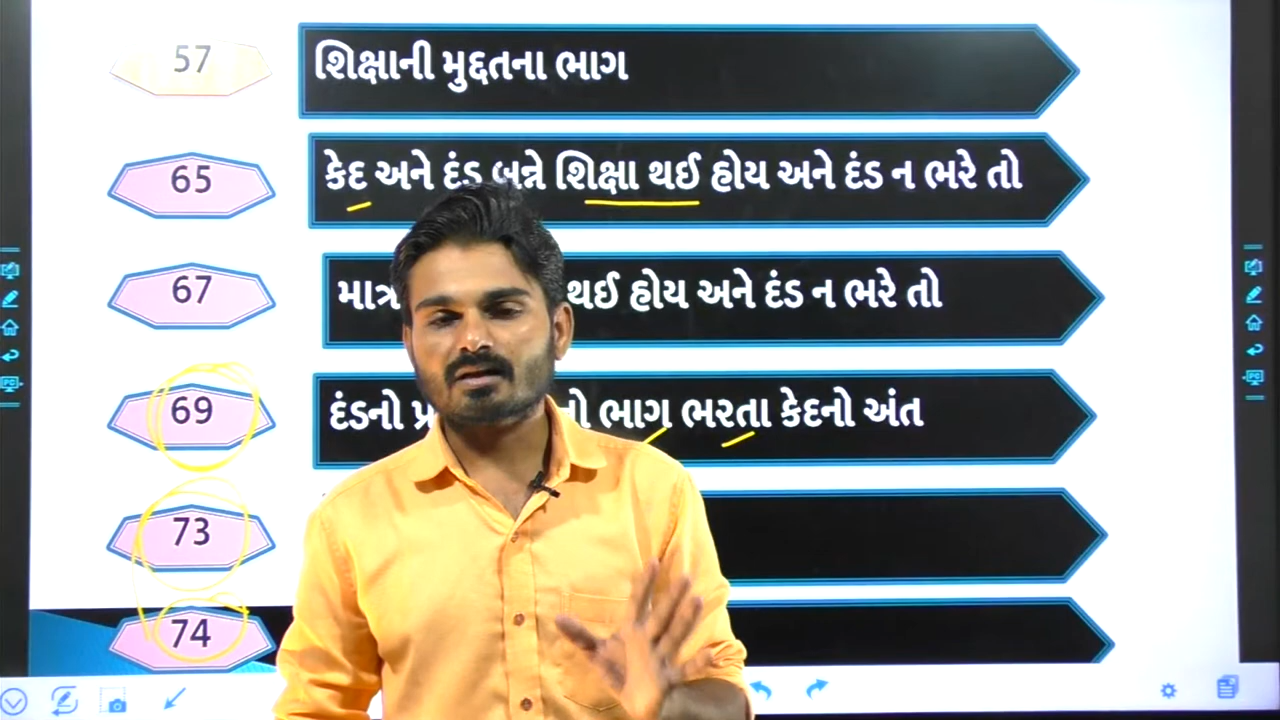 57 શિક્ષાની મુદ્દતના ભાગ
65 કેદ અને દંડ બન્ને શિક્ષા થઈ હોય અને દંડ ન ભરે તો
67 માત્ર થઈ હોય અને દંડ ન ભરે તો
69 દંડનો ભાગ ભરતા કેદનો અંત
73
74